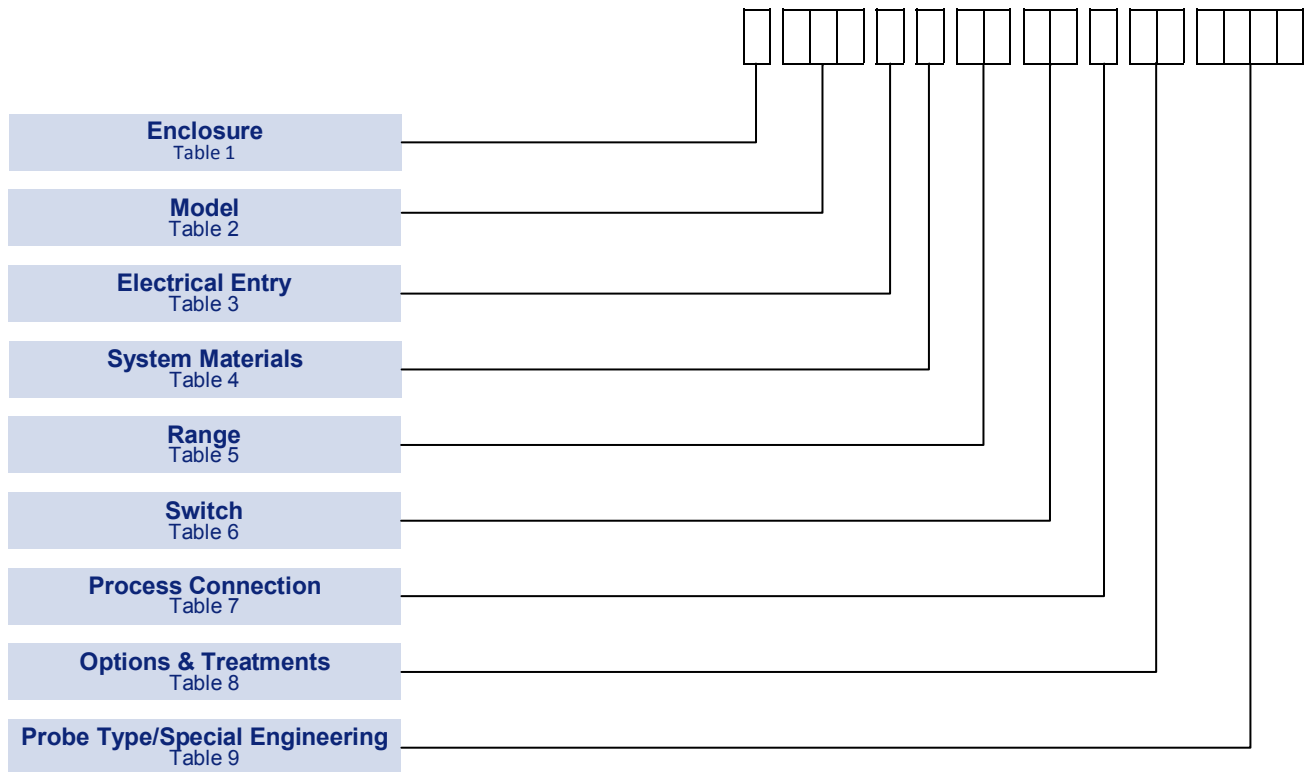 Enclosure
Table 1
Model
Table 2
Electrical Entry
Table 3
System Materials
Table 4
Range
Table 5
Switch
Table 6
Process Connection
Table 7
Options & Treatments
Table 8
Probe Type/Special Engineering
Table 9